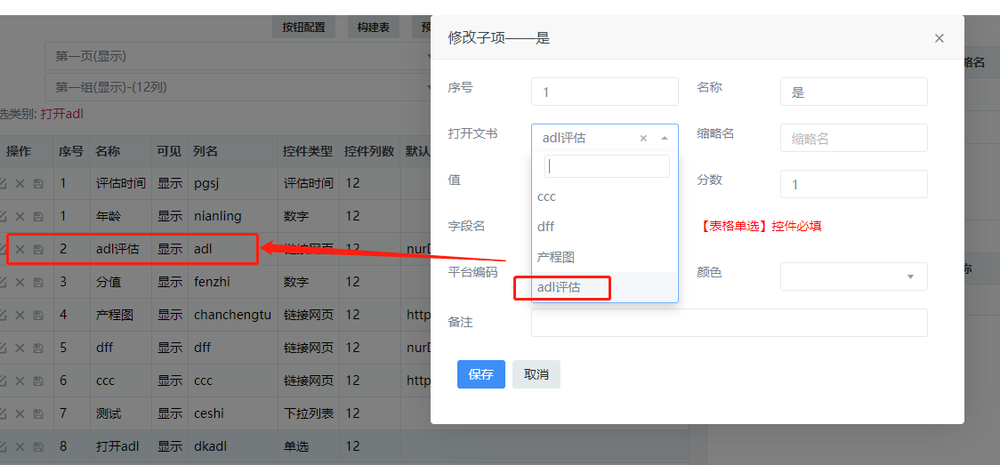 按钮配置 构建表 预
第一页(显示)
第一组(显示)-(12列)
选类别: 打开adl
操作 序号 名称 可见 列名 控件类型 控件列数 默认
1 评估时间 显示 pgsj 评估时间 12
1 年龄 显示 nianling 数字 12
2 adl评估 显示 adl 链接网页 12 nurD
3 分值 显示 fenzhi 数字 12
4 产程图 显示 chanchengtu 链接网页 12 http
5 dff 显示 dff 链接网页 12 nurD
6 ccc 显示 ccc 链接网页 12 http
7 测试 显示 ceshi 下拉列表 12
8 打开adl 显示 dkadl 单选 12
修改子项——是 ×
序号 1 名称 是
打开文书 adl评估 × 缩略名 缩略名
值 分数 1
ccc
字段名 dff 【表格单选】控件必填
产程图
平台编码 adl评估 颜色
备注
保存 取消
略名
称